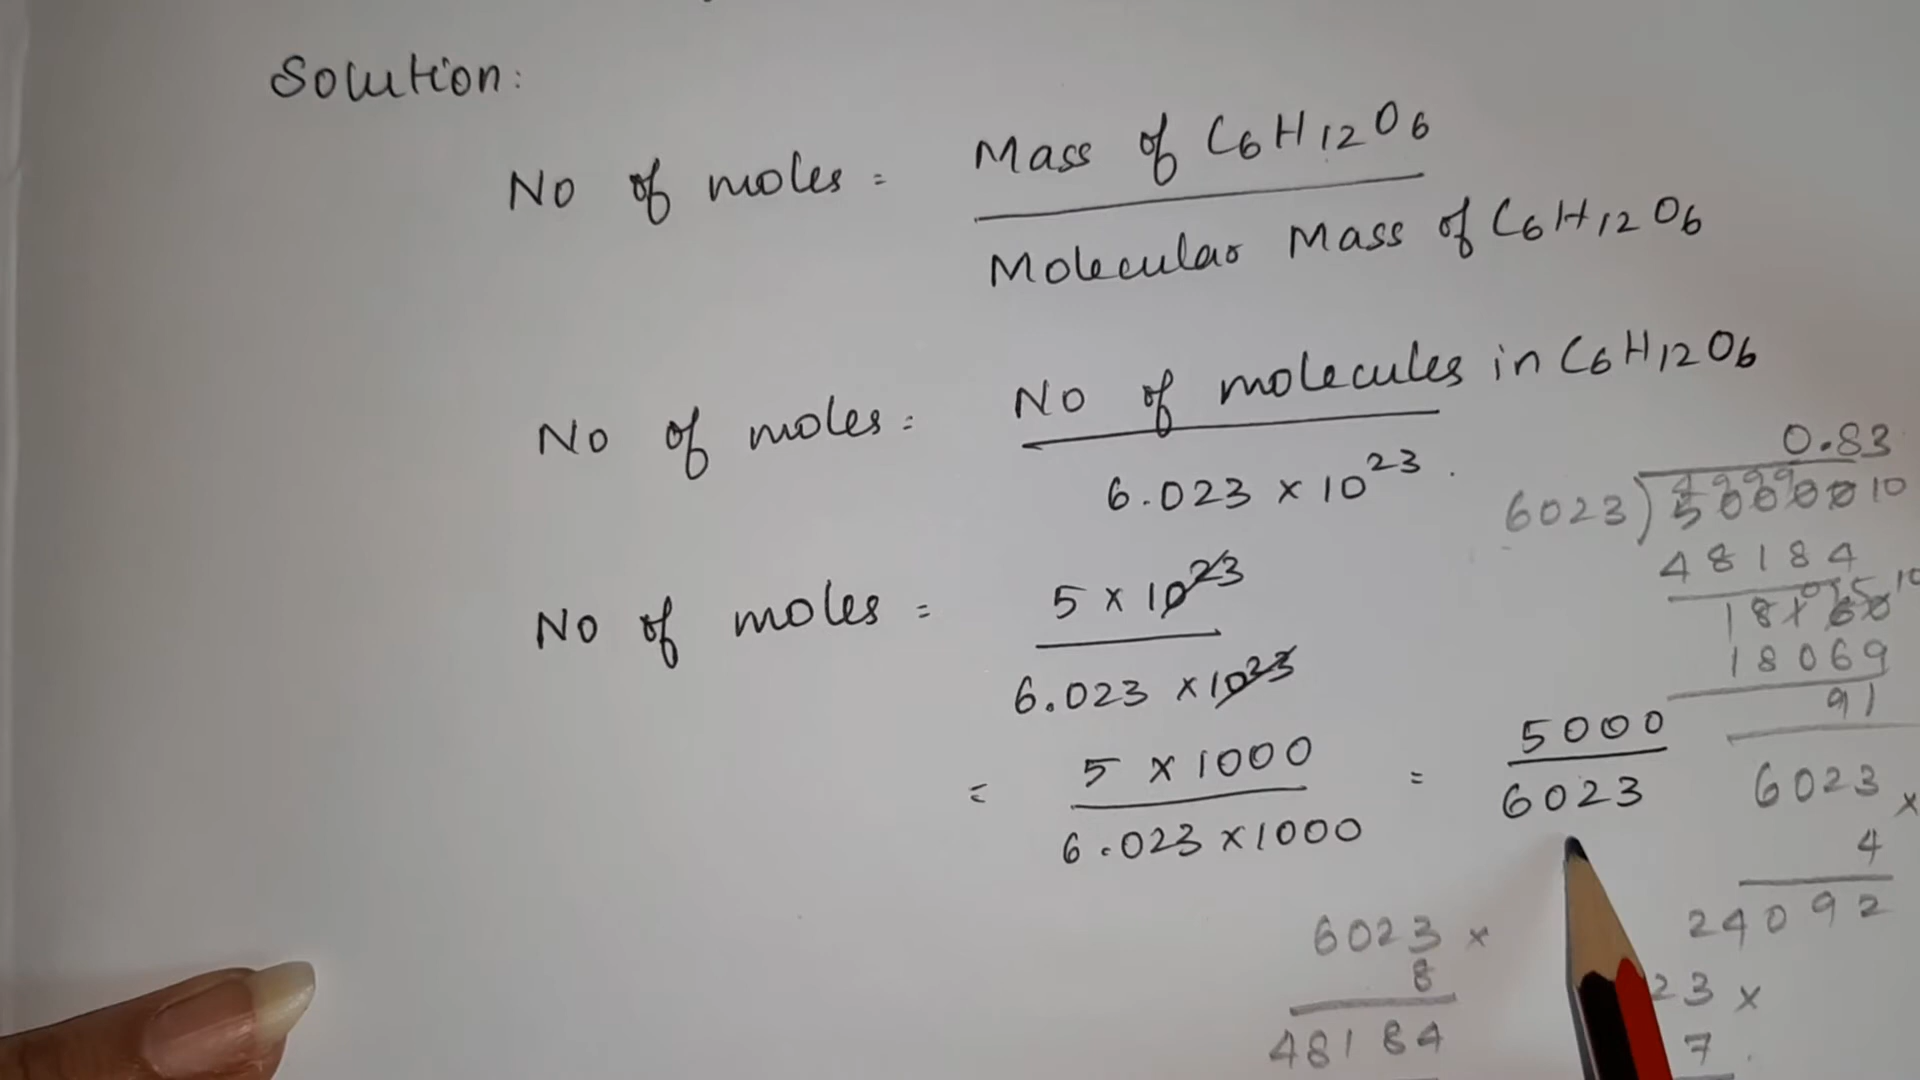 Solution:
No of moles = Mass of C6H12O6
Molecular Mass of C6H12O6
No of moles = No of molecules in C6H12O6
6.023 x 10^23
No of moles = 5 x 10^23
6.023 x 10^23
= 5 x 1000
6.023 x 1000
= 5000
6023
0.83
6023) 50000 10
48184
18069
91
6023 x
4
24092
6023 x
8
48184
23 x
7